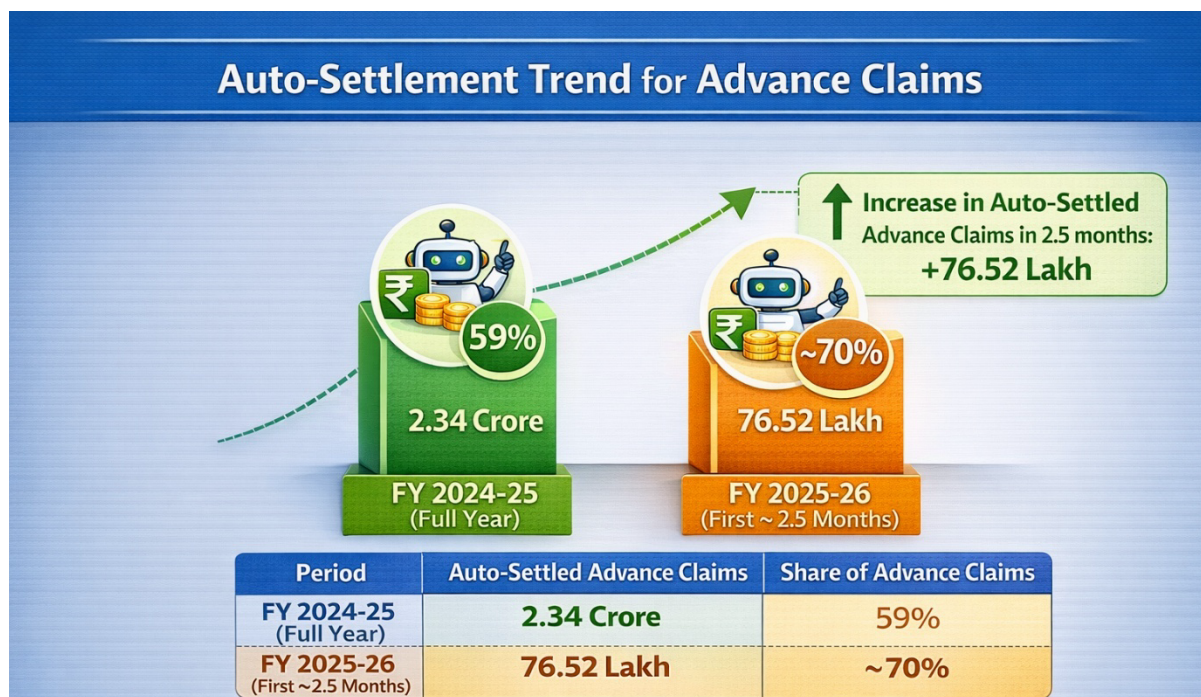 Auto-Settlement Trend for Advance Claims
Increase in Auto-Settled
Advance Claims in 2.5 months:
+76.52 Lakh
₹
59%
2.34 Crore
FY 2024-25
(Full Year)
₹
~70%
76.52 Lakh
FY 2025-26
(First ~ 2.5 Months)
Period Auto-Settled Advance Claims Share of Advance Claims
FY 2024-25
(Full Year)
2.34 Crore
59%
FY 2025-26
(First ~2.5 Months)
76.52 Lakh
~70%